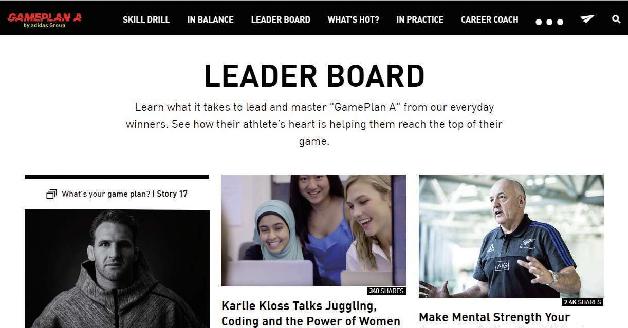 GAMEPLAN A
by adidas Group
SKILL DRILL IN BALANCE LEADER BOARD WHAT'S HOT? IN PRACTICE CAREER COACH
LEADER BOARD
Learn what it takes to lead and master "GamePlan A" from our everyday
winners. See how their athlete's heart is helping them reach the top of their
game.
What's your game plan? | Story 17
340 SHARES
Karlie Kloss Talks Juggling,
Coding and the Power of Women
AIG
2.4K SHARES
Make Mental Strength Your